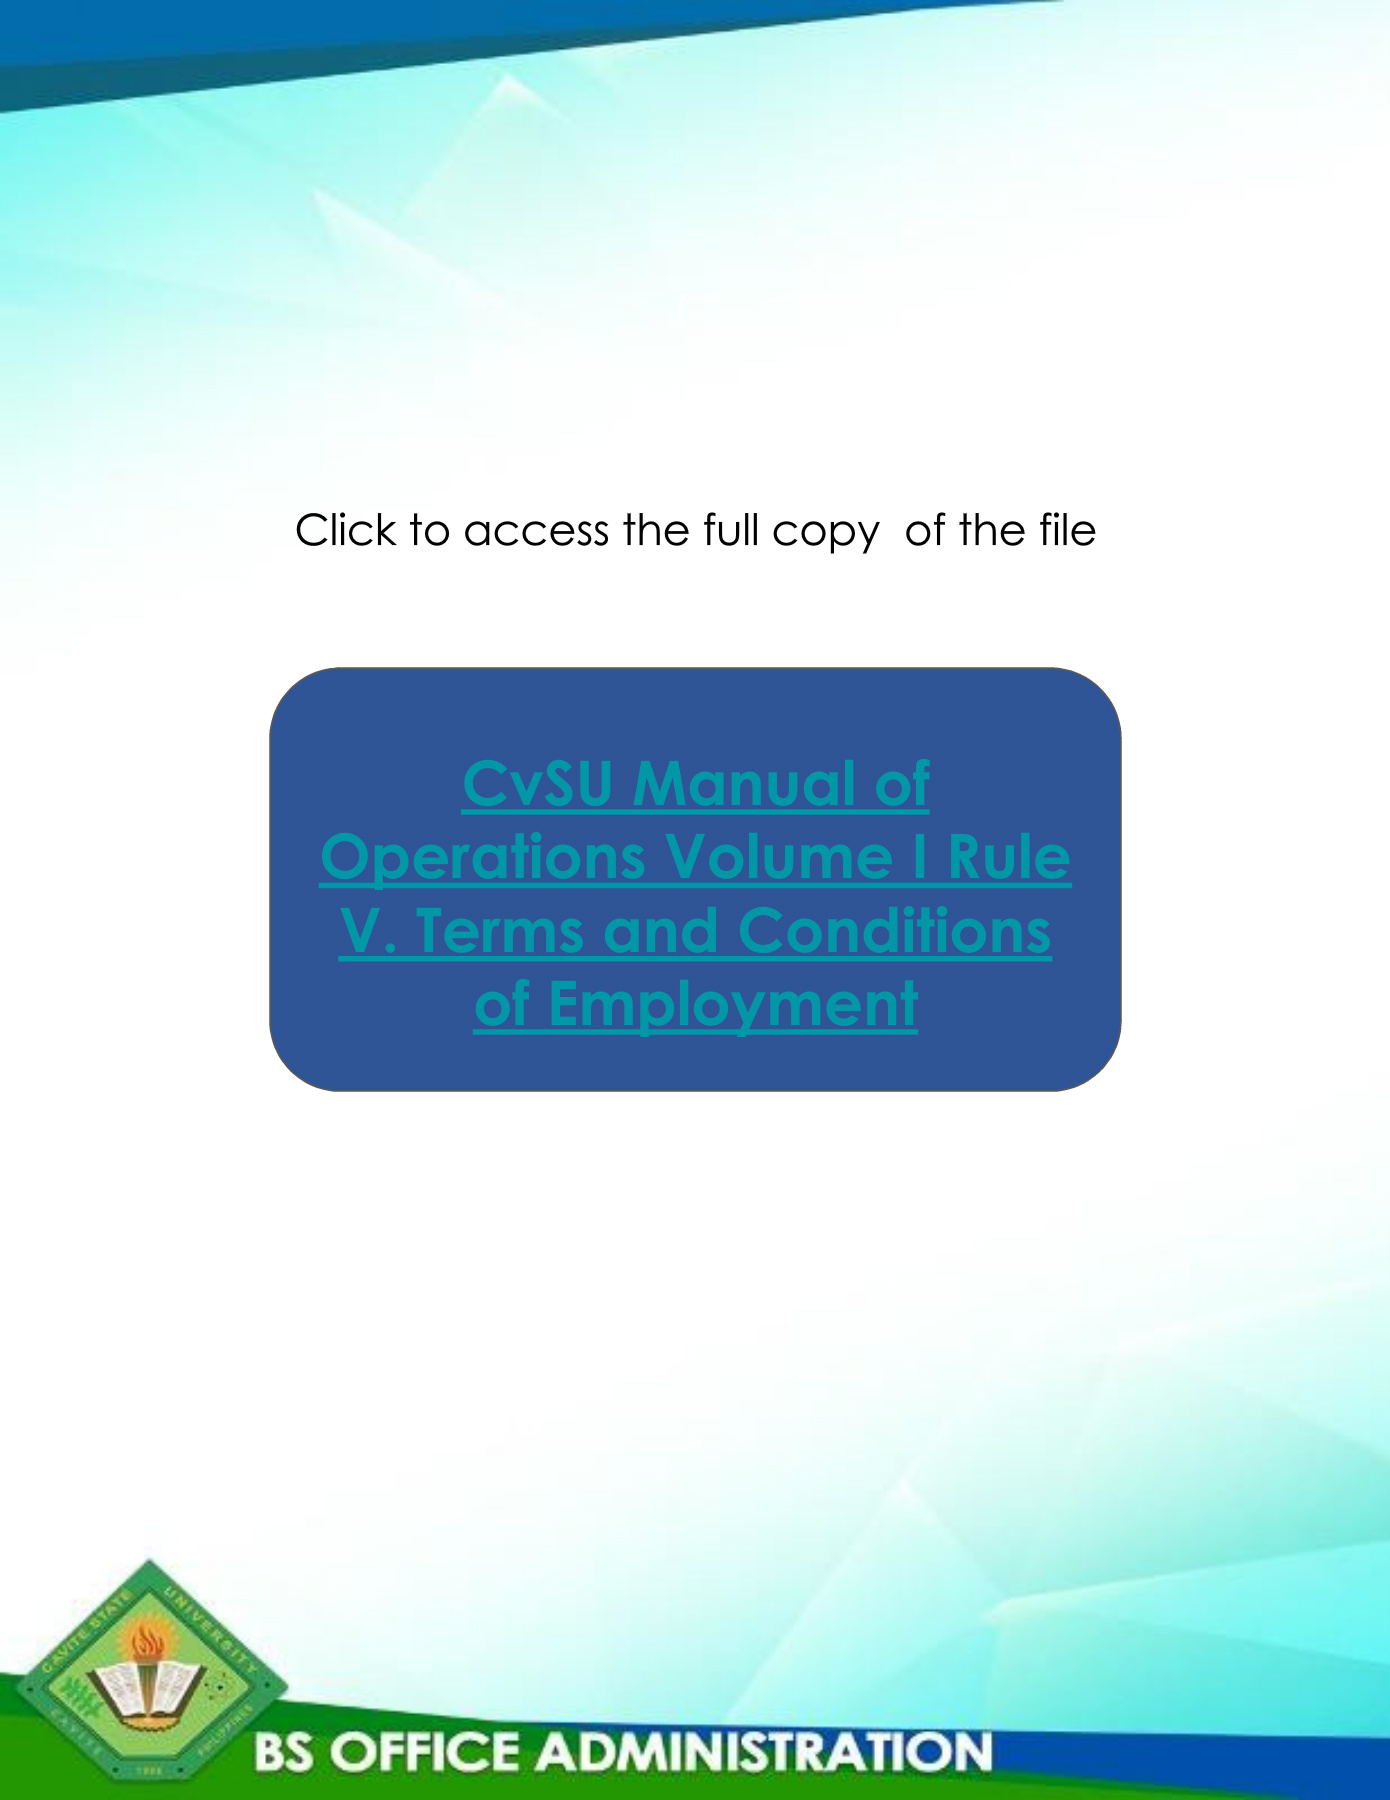 Click to access the full copy  of the file
CvSU Manual of
Operations Volume I Rule
V. Terms and Conditions
of Employment
CAVITE STATE
UNIVERSITY
CAVITE
PHILIPPINES
1906
BS OFFICE ADMINISTRATION